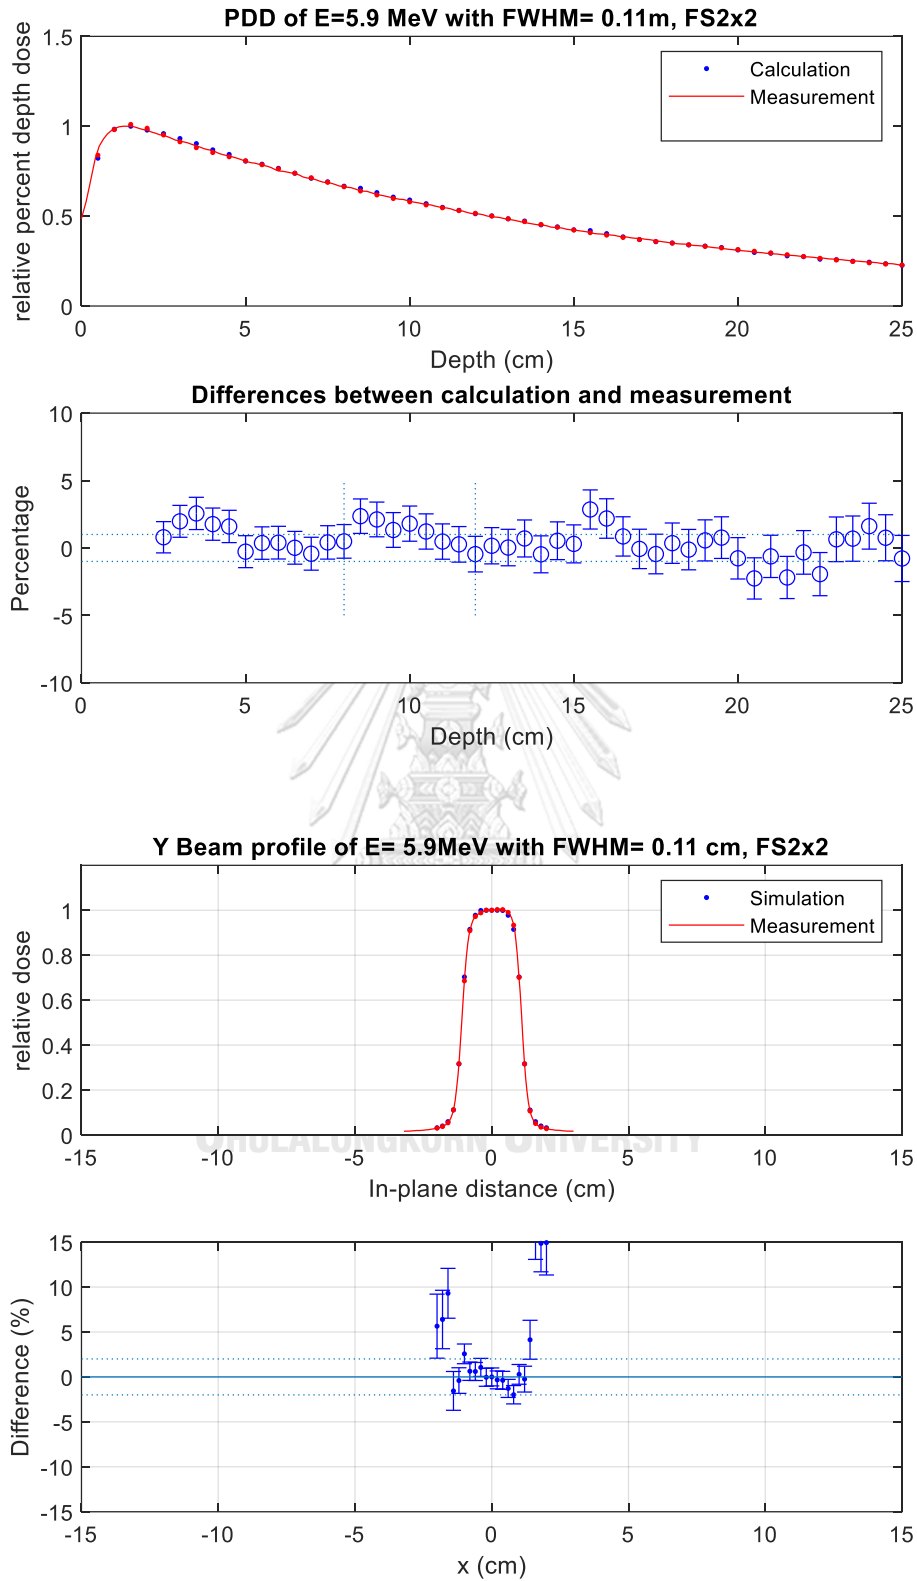 PDD of E=5.9 MeV with FWHM= 0.11m, FS2x2
relative percent depth dose
1.5
1
0.5
0
Calculation
Measurement
0 5 10 15 20 25
Depth (cm)
Differences between calculation and measurement
Percentage
10
5
0
-5
-10
0 5 10 15 20 25
Depth (cm)
Y Beam profile of E= 5.9MeV with FWHM= 0.11 cm, FS2x2
relative dose
1
0.8
0.6
0.4
0.2
0
Simulation
Measurement
CHULALONGKORN UNIVERSITY
-15 -10 -5 0 5 10 15
In-plane distance (cm)
Difference (%)
15
10
5
0
-5
-10
-15
-15 -10 -5 0 5 10 15
x (cm)